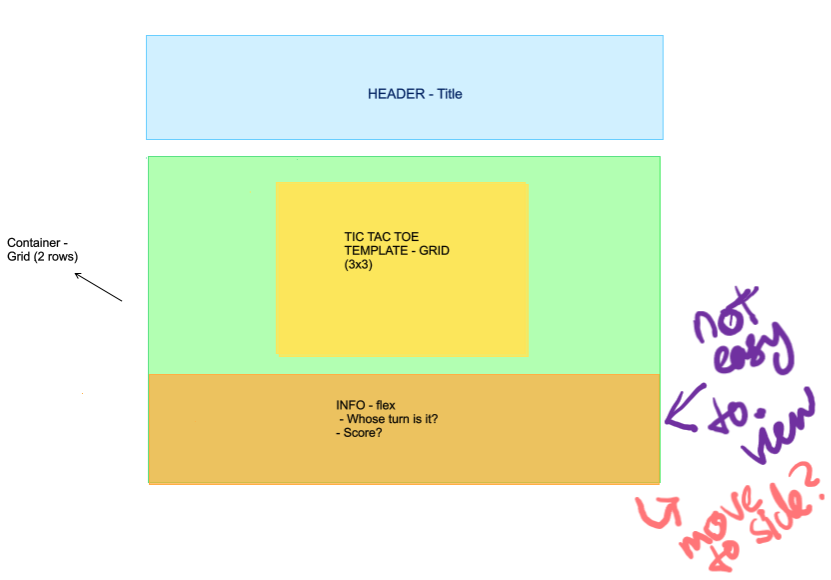 HEADER - Title
Container -
Grid (2 rows)
TIC TAC TOE
TEMPLATE - GRID
(3x3)
INFO - flex
- Whose turn is it?
- Score?
not
easy
to.
view
move
to side?